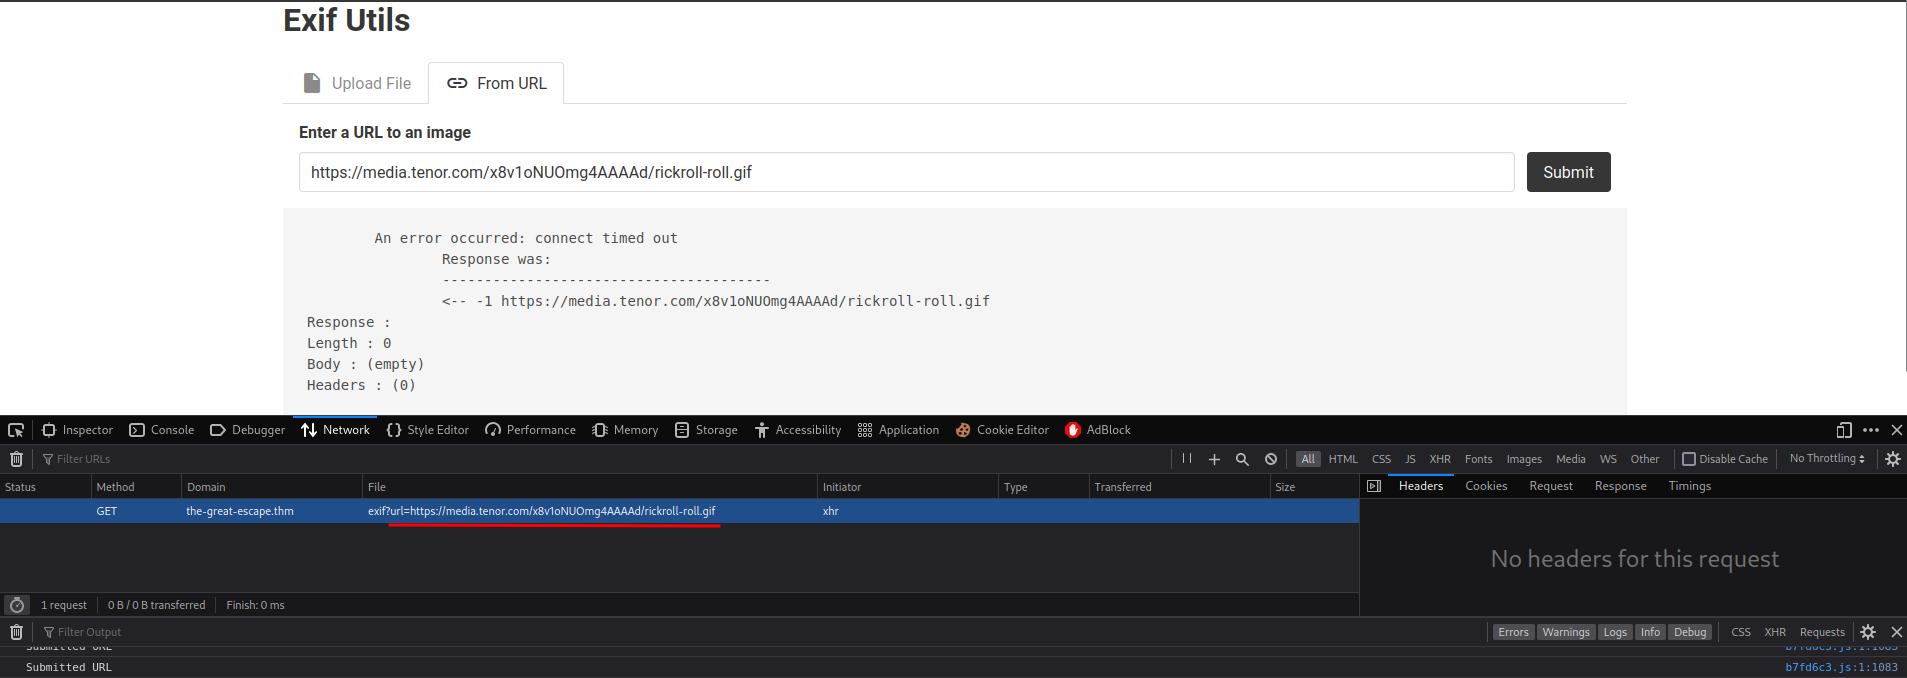 Exif Utils
Upload File
From URL
Enter a URL to an image
https://media.tenor.com/x8v1oNUOmg4AAAAd/rickroll-roll.gif
Submit
An error occurred: connect timed out
Response was:
---------------------------------------
<-- -1 https://media.tenor.com/x8v1oNUOmg4AAAAd/rickroll-roll.gif
Response :
Length : 0
Body : (empty)
Headers : (0)
Inspector Console Debugger Network Style Editor Performance Memory Storage Accessibility Application Cookie Editor AdBlock
Filter URLs All HTML CSS JS XHR Fonts Images Media WS Other Disable Cache No Throttling
Status Method Domain File Initiator Type Transferred Size Headers Cookies Request Response Timings
GET the-great-escape.thm exif?url=https://media.tenor.com/x8v1oNUOmg4AAAAd/rickroll-roll.gif xhr
No headers for this request
1 request 0 B / 0 B transferred Finish: 0 ms
Filter Output Errors Warnings Logs Info Debug CSS XHR Requests
Submitted URL b7fd6c3.js:1:1083
Submitted URL b7fd6c3.js:1:1083